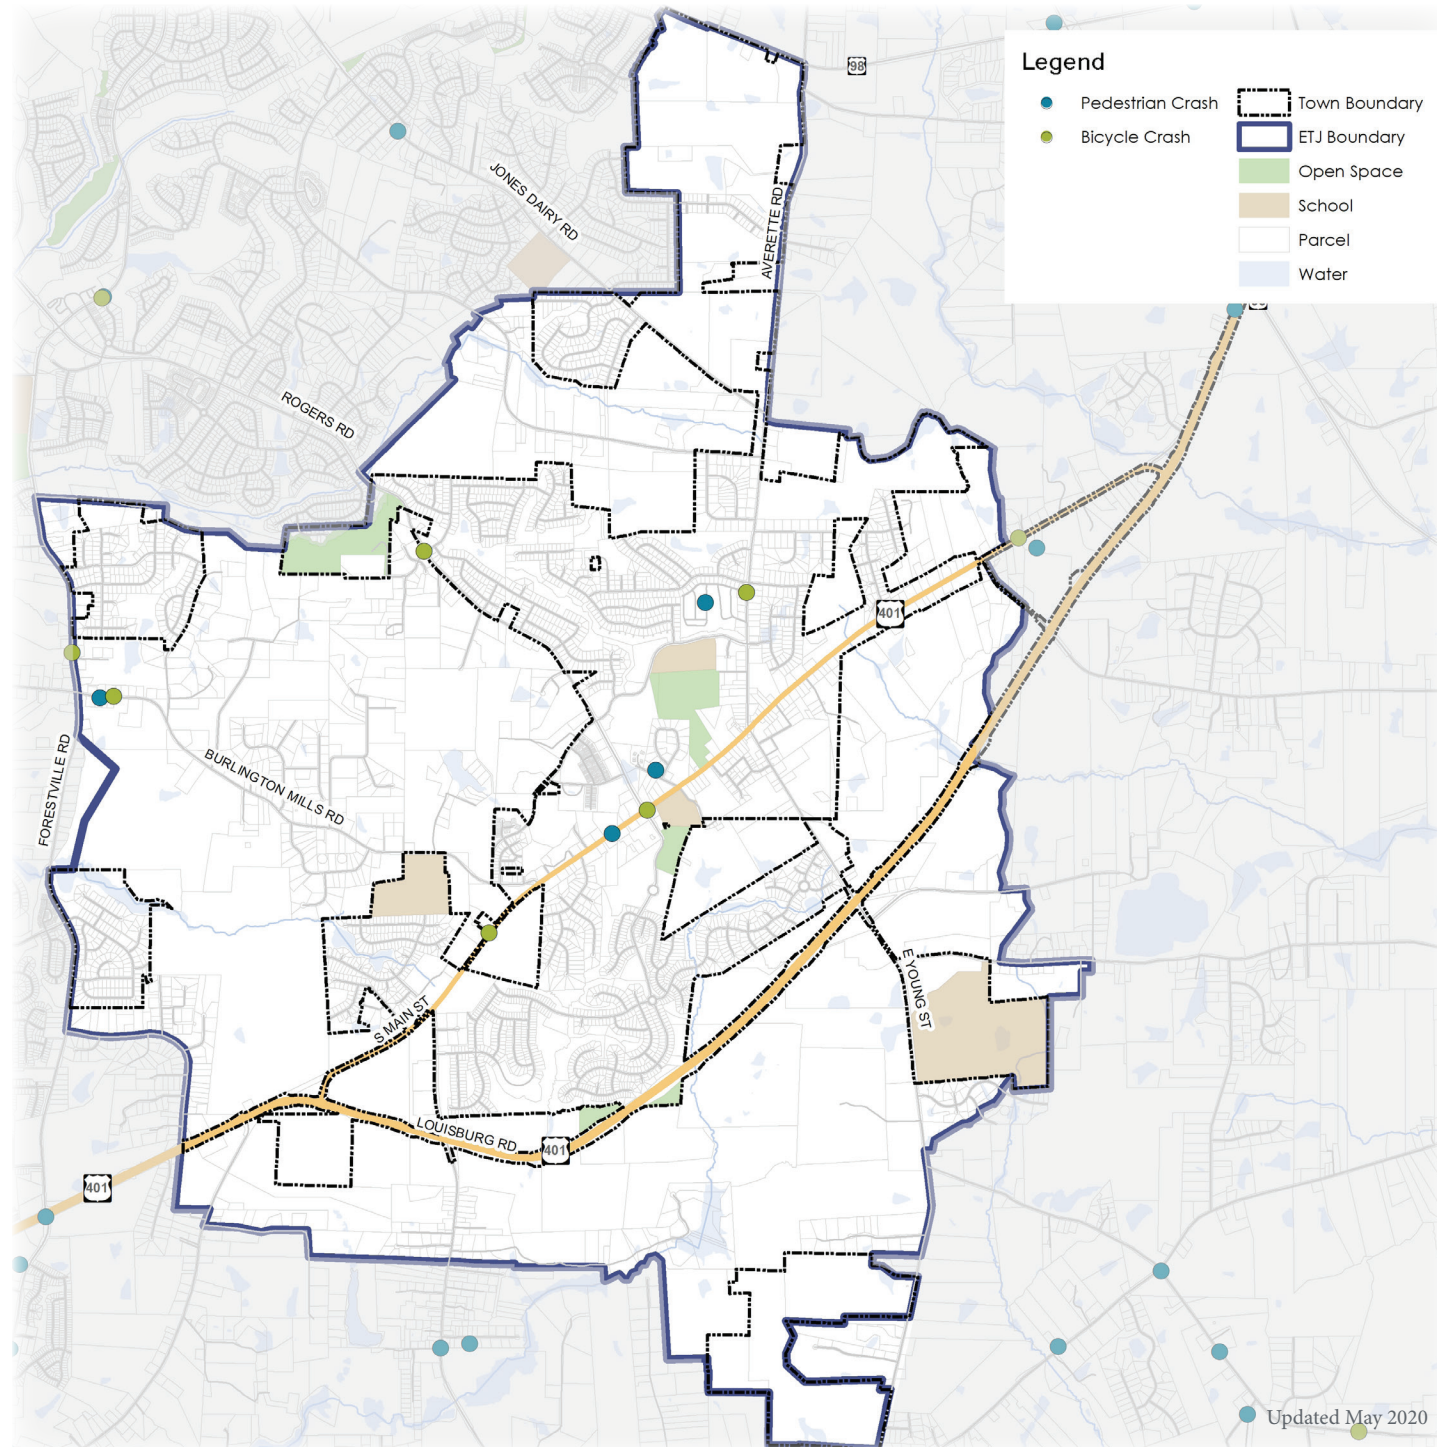 Legend
Pedestrian Crash
Bicycle Crash
Town Boundary
ETJ Boundary
Open Space
School
Parcel
Water
98
JONES DAIRY RD
AVERETTE RD
ROGERS RD
401
FORESTVILLE RD
BURLINGTON MILLS RD
E YOUNG ST
S MAIN ST
LOUISBURG RD
401
401
Updated May 2020